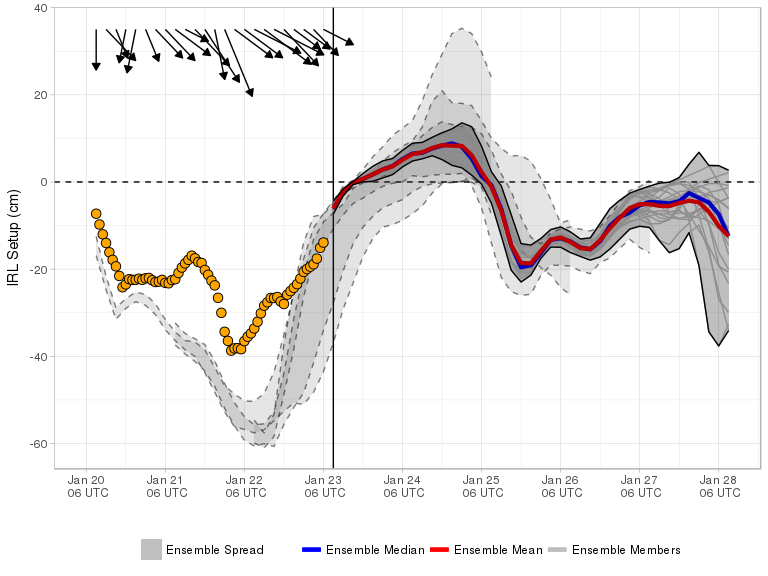 40
20
0
-20
-40
-60
IRL Setup (cm)
Jan 20 Jan 21 Jan 22 Jan 23 Jan 24 Jan 25 Jan 26 Jan 27 Jan 28
06 UTC 06 UTC 06 UTC 06 UTC 06 UTC 06 UTC 06 UTC 06 UTC 06 UTC
Ensemble Spread Ensemble Median Ensemble Mean Ensemble Members